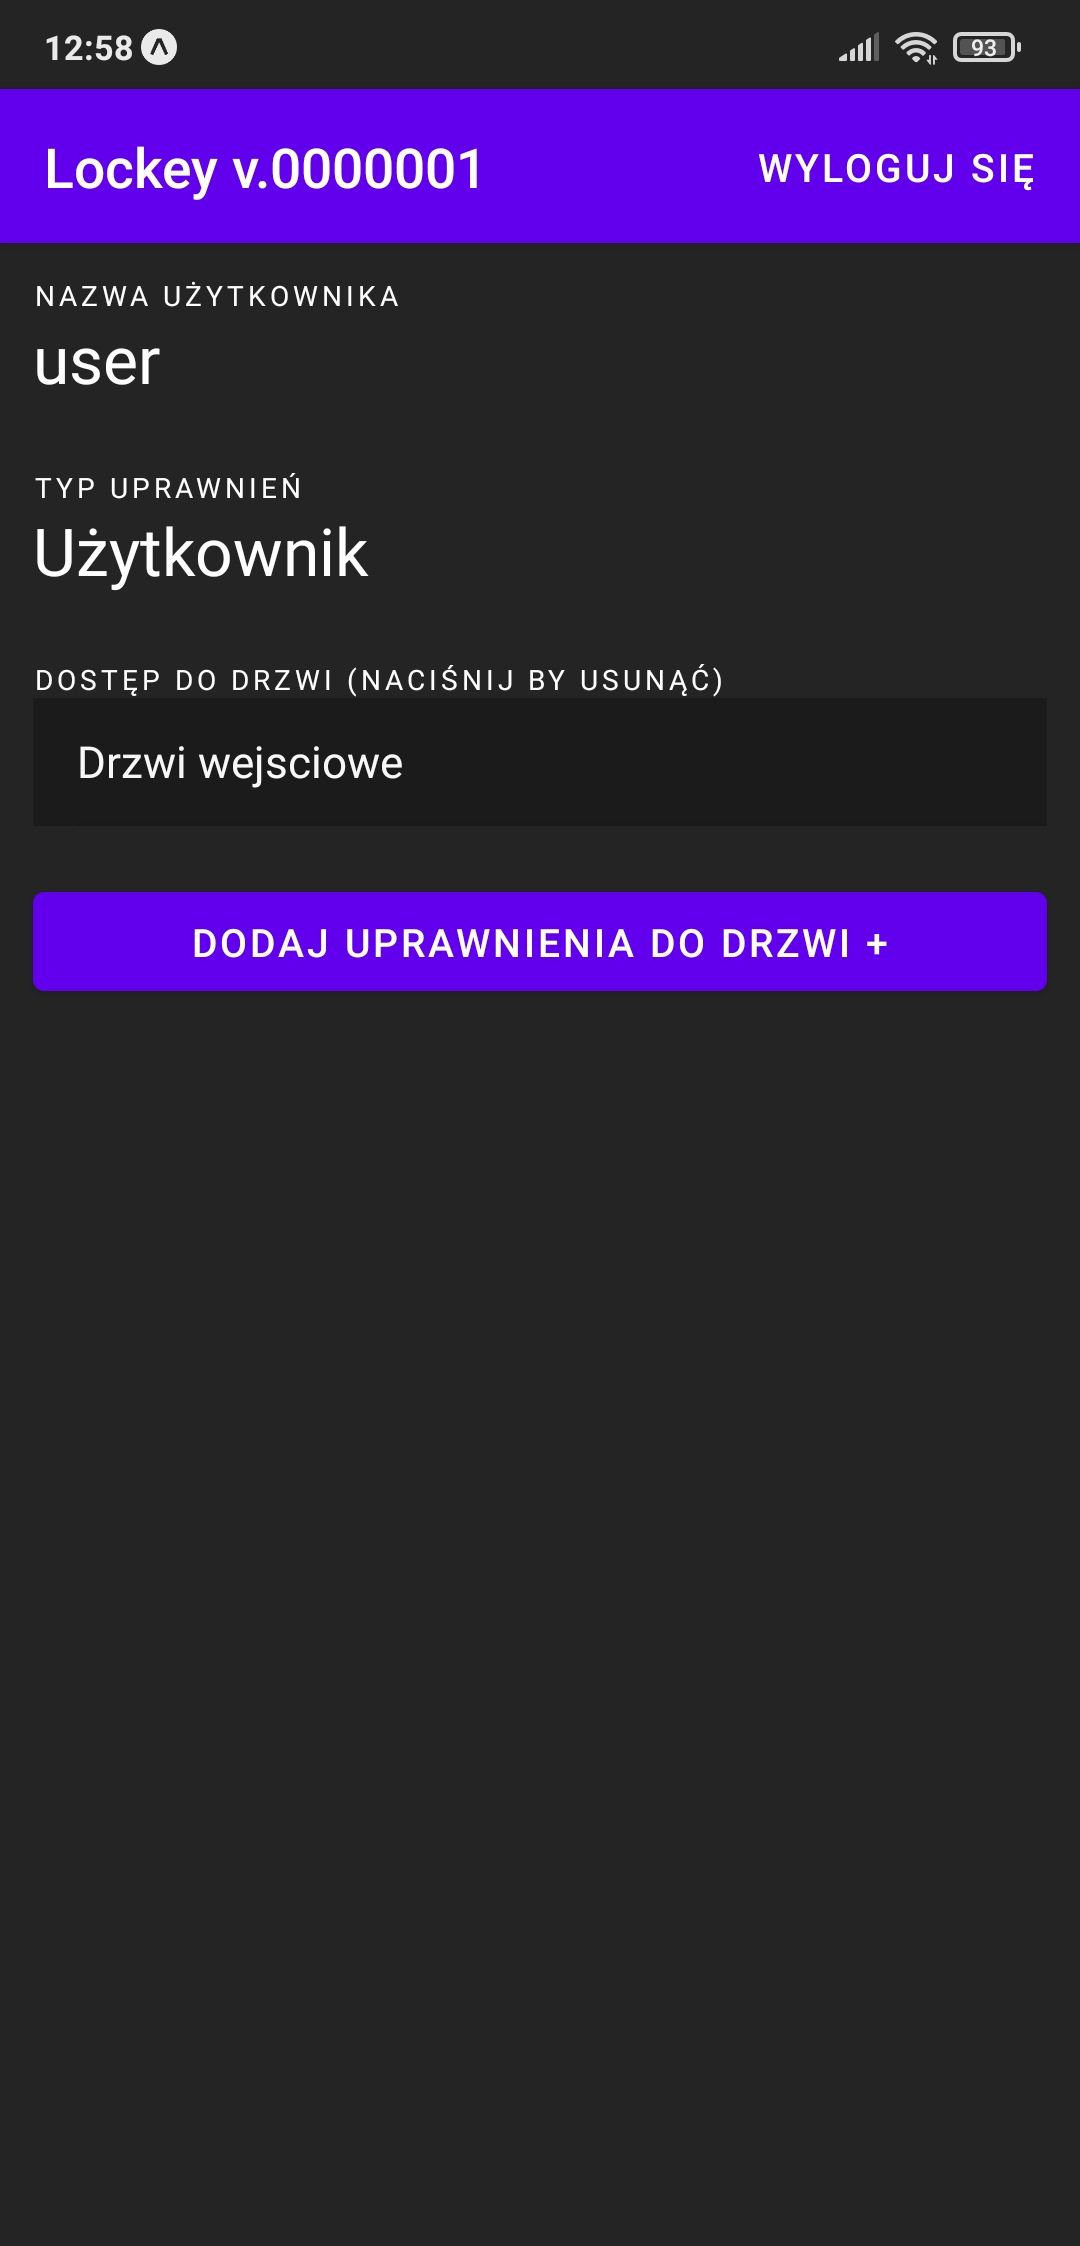 12:58
93
Lockey v.0000001
WYLOGUJ SIĘ
NAZWA UŻYTKOWNIKA
user
TYP UPRAWNIEŃ
Użytkownik
DOSTĘP DO DRZWI (NACIŚNIJ BY USUNĄĆ)
Drzwi wejsciowe
DODAJ UPRAWNIENIA DO DRZWI +